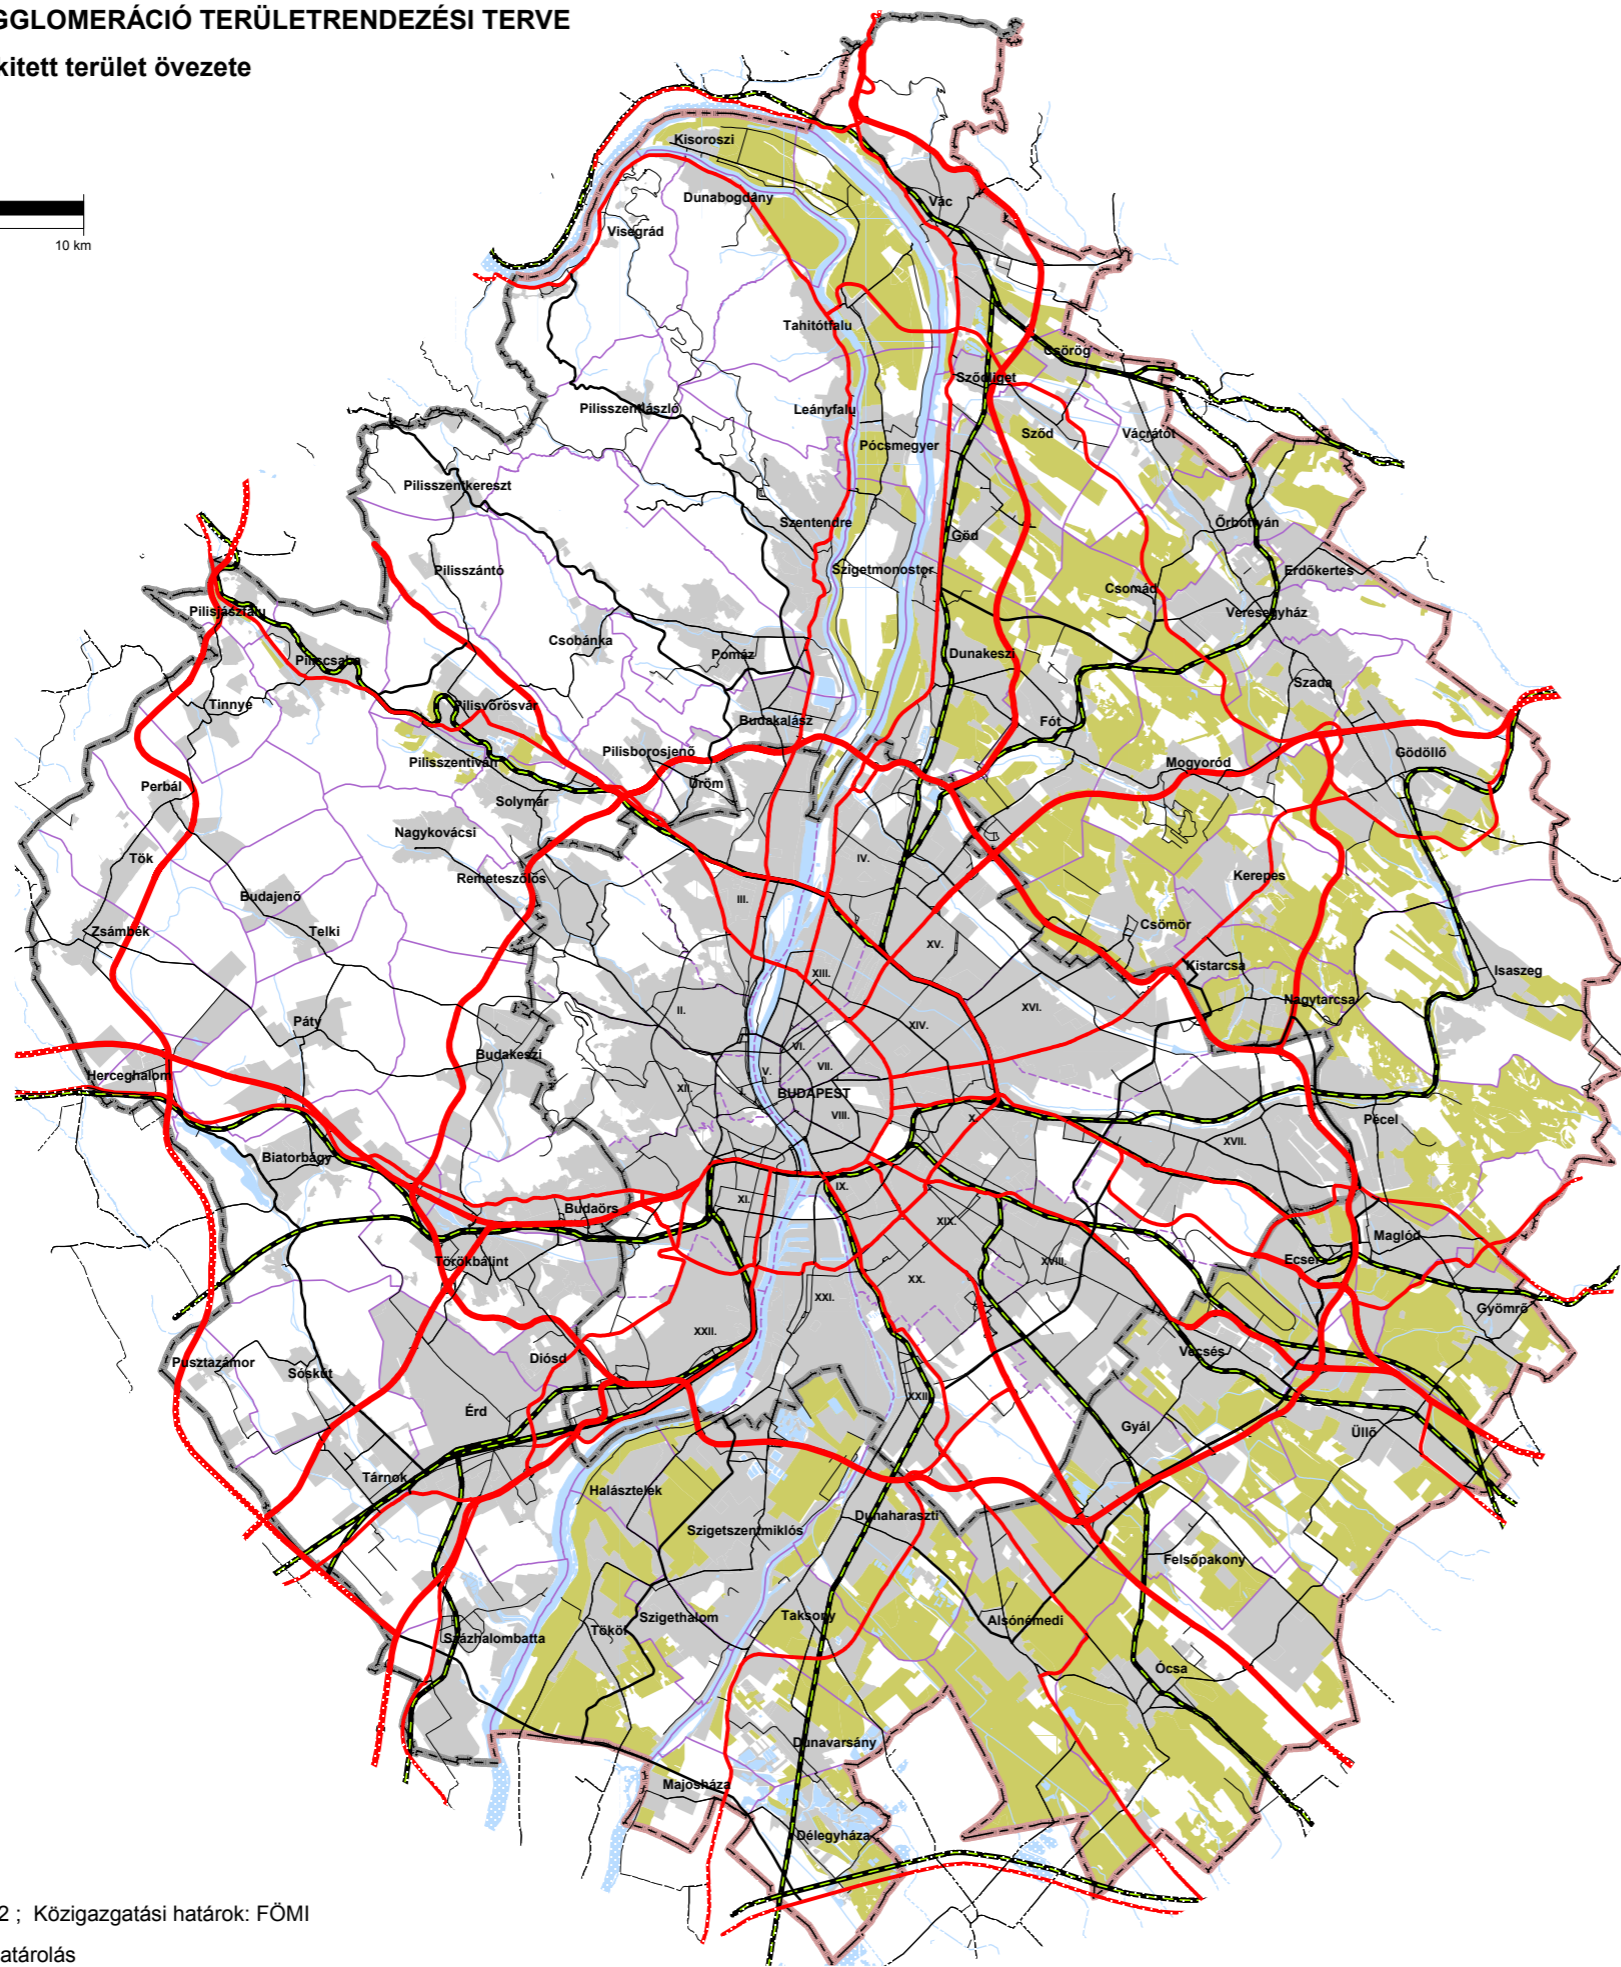 GGLOMERÁCIÓ TERÜLETRENDEZÉSI TERVE
kitett terület övezete
10 km
Kisoroszi
Dunabogdány
Vác
Visegrád
Tahitótfalu
Csörög
Sződliget
Pilisszentlászló
Leányfalu
Sződ
Vácrátót
Pócsmegyer
Pilisszentkereszt
Szentendre
Őrbottyán
Göd
Pilisszántó
Szigetmonostor
Erdőkertes
Csomád
Pilisjászfalu
Veresegyház
Csobánka
Pomáz
Dunakeszi
Piliscsaba
Szada
Tinnye
Pilisvörösvár
Budakalász
Fót
Pilisborosjenő
Gödöllő
Pilisszentiván
Mogyoród
Perbál
Üröm
Solymár
Nagykovácsi
Tök
IV.
Remeteszőlős
Kerepes
Budajenő
III.
Zsámbék
Telki
Csömör
XV.
Kistarcsa
XIII.
Isaszeg
Nagytarcsa
II.
XVI.
Páty
XIV.
Budakeszi
VI.
VII.
Herceghalom
V.
XII.
BUDAPEST
VIII.
X.
Pécel
XVII.
Biatorbágy
IX.
XI.
Budaörs
XIX.
Maglód
Törökbálint
XVIII.
Ecser
XX.
XXI.
Gyömrő
XXII.
Vecsés
Pusztazámor
Diósd
Sóskút
XXII.
Érd
Gyál
Üllő
Tárnok
Halásztelek
Dunaharaszti
Szigetszentmiklós
Felsőpakony
Szigethalom
Taksony
Alsónémedi
Tököl
Százhalombatta
Ócsa
Dunavarsány
Majosháza
Délegyháza
2 ; Közigazgatási határok: FÖMI
atárolás